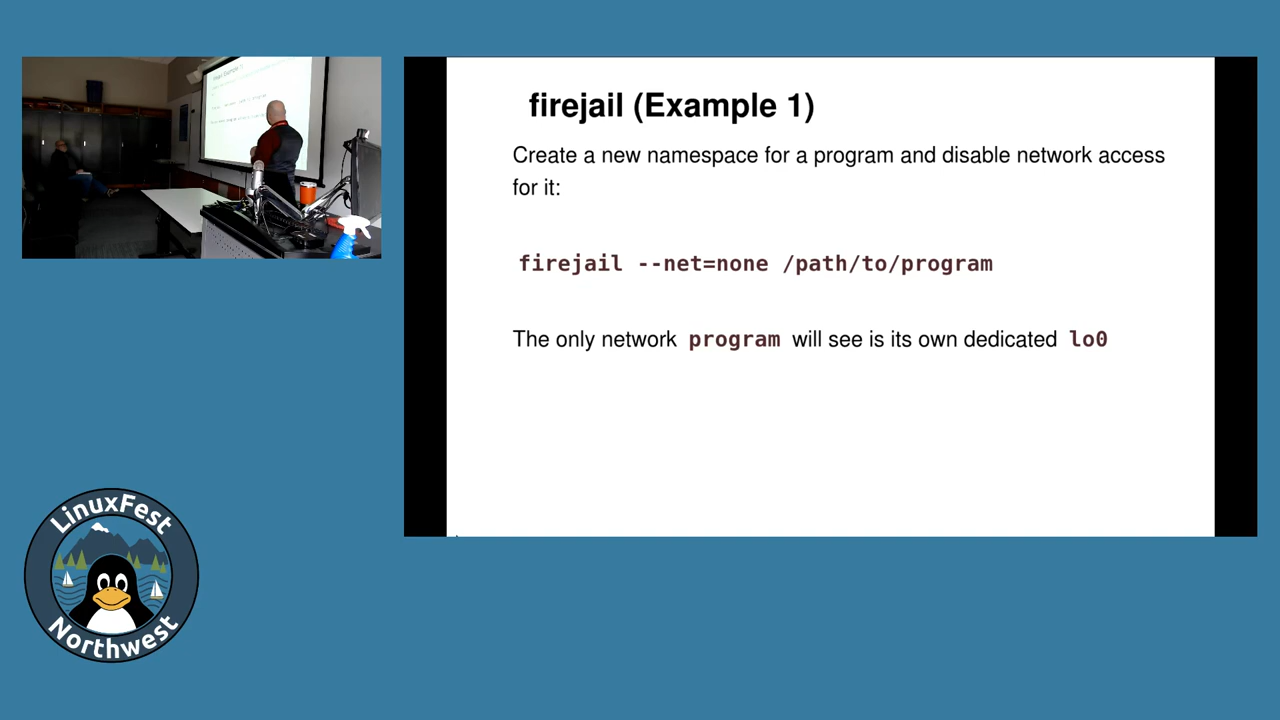 firejail (Example 1)
Create a new namespace for a program and disable network access
for it:
firejail --net=none /path/to/program
The only network program will see is its own dedicated lo0
LinuxFest
Northwest